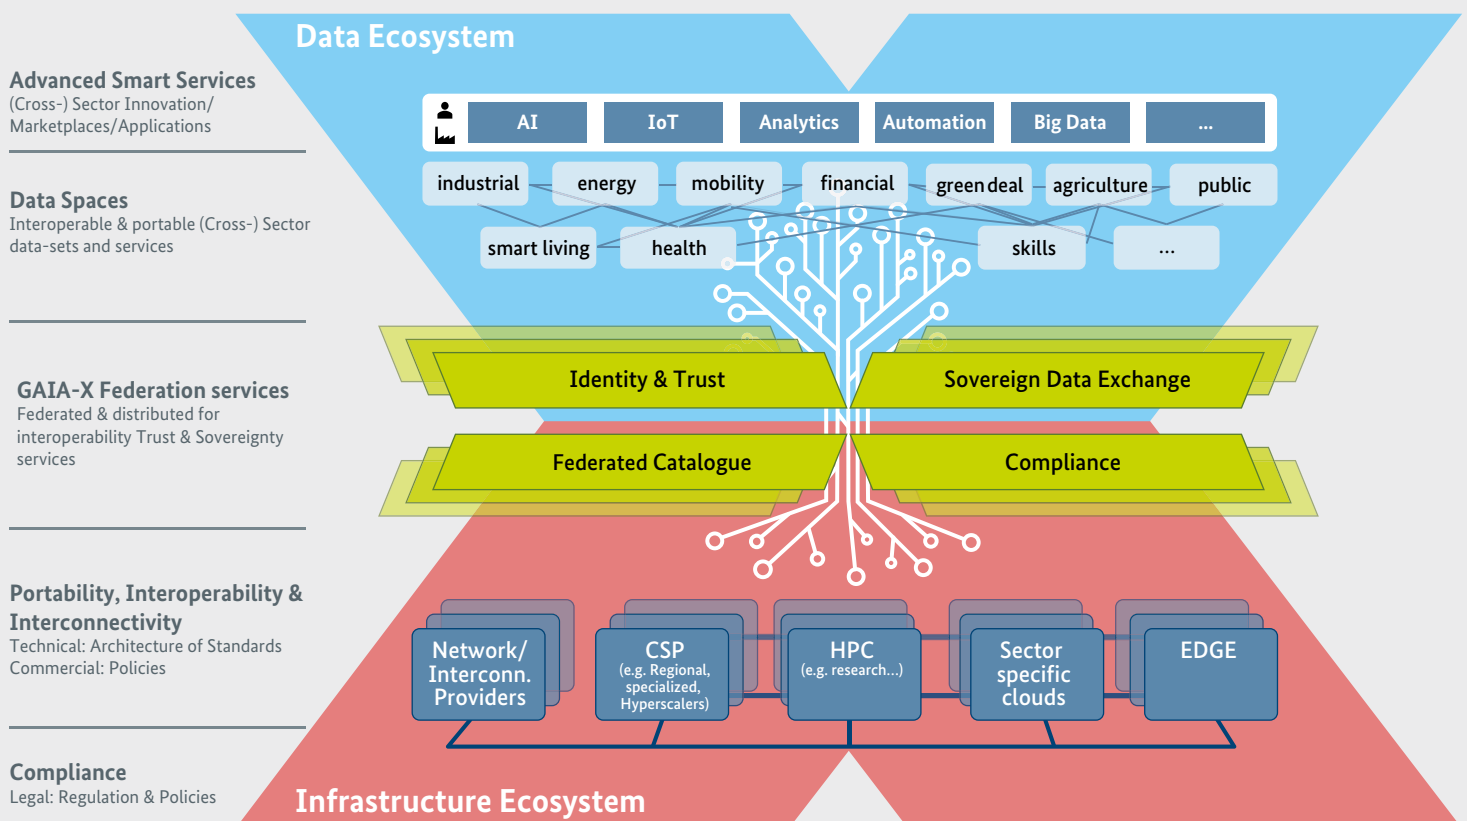 Data Ecosystem
Advanced Smart Services
(Cross-) Sector Innovation/
Marketplaces/Applications
AI
IoT
Analytics
Automation
Big Data
...
Data Spaces
Interoperable & portable (Cross-) Sector
data-sets and services
industrial
energy
mobility
financial
green deal
agriculture
public
smart living
health
skills
...
GAIA-X Federation services
Federated & distributed for
interoperability Trust & Sovereignty
services
Identity & Trust
Sovereign Data Exchange
Federated Catalogue
Compliance
Portability, Interoperability &
Interconnectivity
Technical: Architecture of Standards
Commercial: Policies
Network/
Interconn.
Providers
CSP
(e.g. Regional,
specialized,
Hyperscalers)
HPC
(e.g. research...)
Sector
specific
clouds
EDGE
Compliance
Legal: Regulation & Policies
Infrastructure Ecosystem